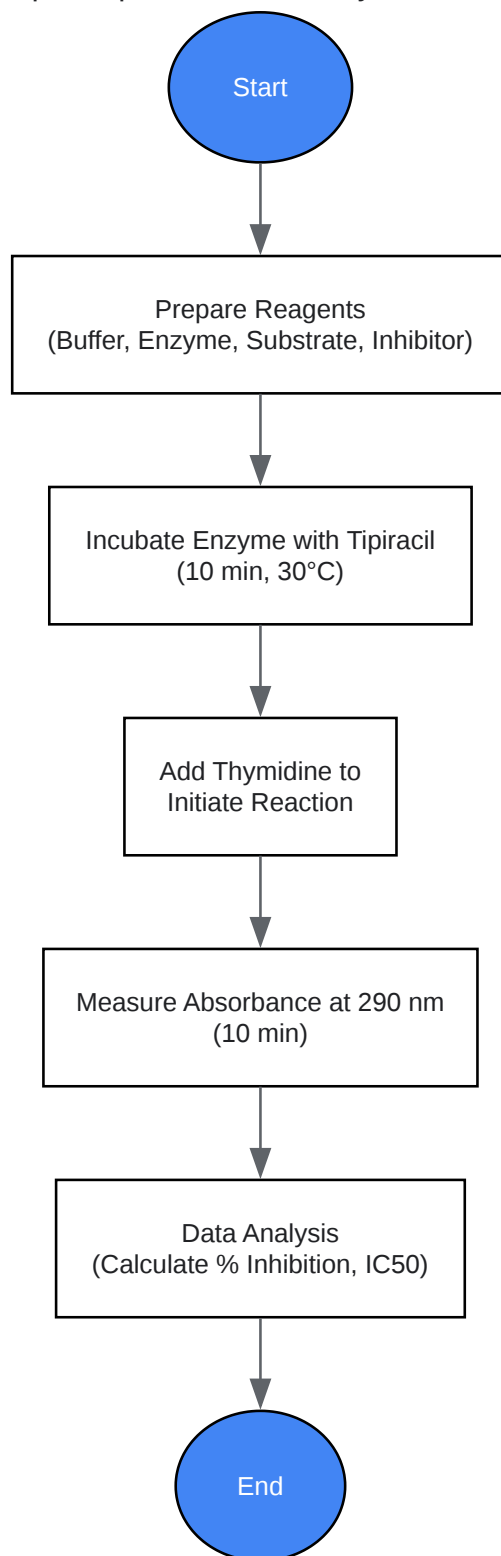 Start
Prepare Reagents
(Buffer, Enzyme, Substrate, Inhibitor)
Incubate Enzyme with Tipiracil
(10 min, 30°C)
Add Thymidine to
Initiate Reaction
Measure Absorbance at 290 nm
(10 min)
Data Analysis
(Calculate % Inhibition, IC50)
End